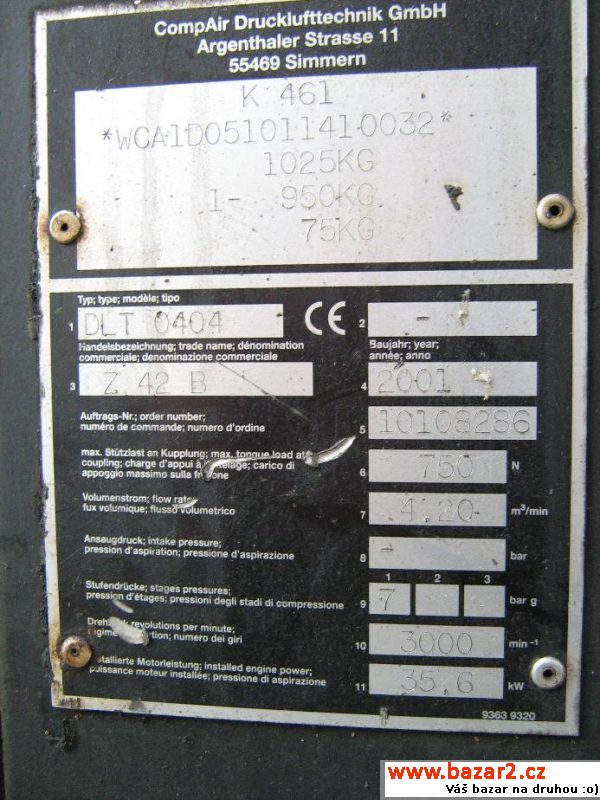 CompAir Drucklufttechnik GmbH
Argenthaler Strasse 11
55469 Simmern
K 461
*WCA1D051011410032*
1025KG
1- 950KG
75KG
Typ; type; modèle; tipo
1 DLT 0404
CE
2 -
Handelsbezeichnung; trade name; dénomination
commerciale; denominazione commerciale
3 Z 42 B
Baujahr; year;
année; anno
4 2001
Auftrags-Nr.; order number;
numéro de commande; numero d'ordine
5 10108286
max. Stützlast an Kupplung; max. tongue load at
coupling; charge d'appui à; carico di
appoggio massimo sulla
6 750 N
Volumenstrom; flow rate;
fux volumique; flusso volumetrico
7 4,20 m³/min
Ansaugdruck; intake pressure;
pression d'aspiration; pressione d'aspirazione
8 - bar
Stufendrücke; stages pressures;
pression d'étages; pressioni degli stadi di compressione
1 2 3
9 7 bar g
revolutions per minute;
numero dei giri
10 3000 min-1
installierte Motorleistung; installed engine power;
puissance moteur installée; pressione di aspirazione
11 35,6 kW
9363 9320
www.bazar2.cz
Váš bazar na druhou :o)